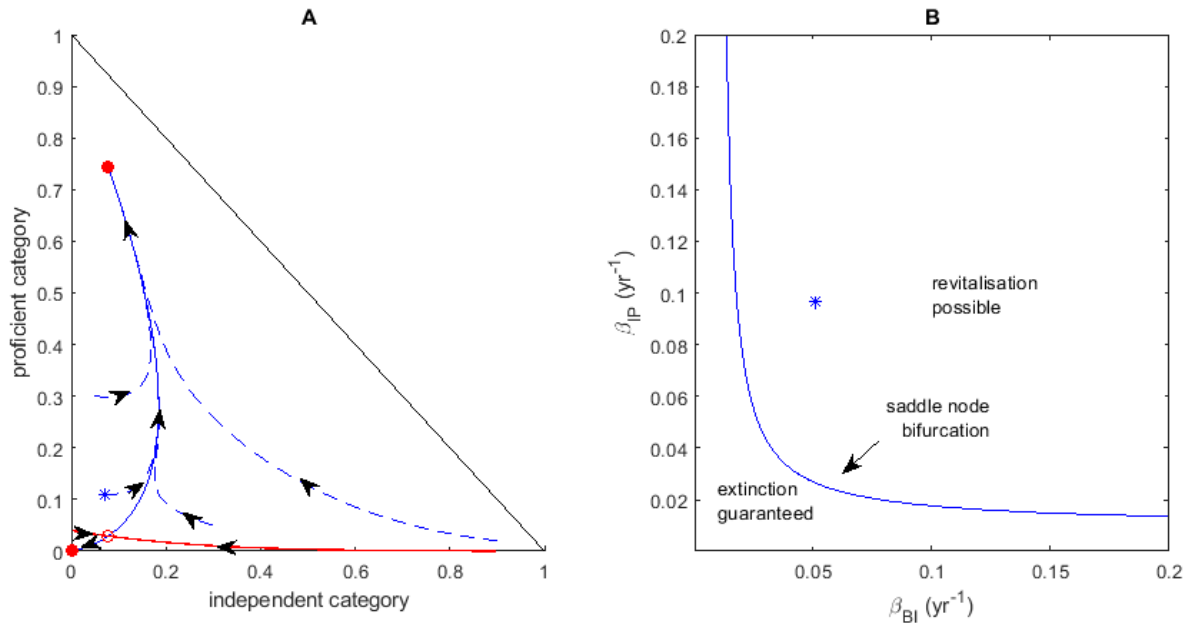 A
1
0.9
0.8
0.7
0.6
0.5
0.4
0.3
0.2
0.1
0
proficient category
0
0.2
0.4
0.6
0.8
1
independent category
B
0.2
0.18
0.16
0.14
0.12
0.1
0.08
0.06
0.04
0.02
β_IP (yr⁻¹)
revitalisation
possible
saddle node
bifurcation
extinction
guaranteed
0.05
0.1
0.15
0.2
β_BI (yr⁻¹)